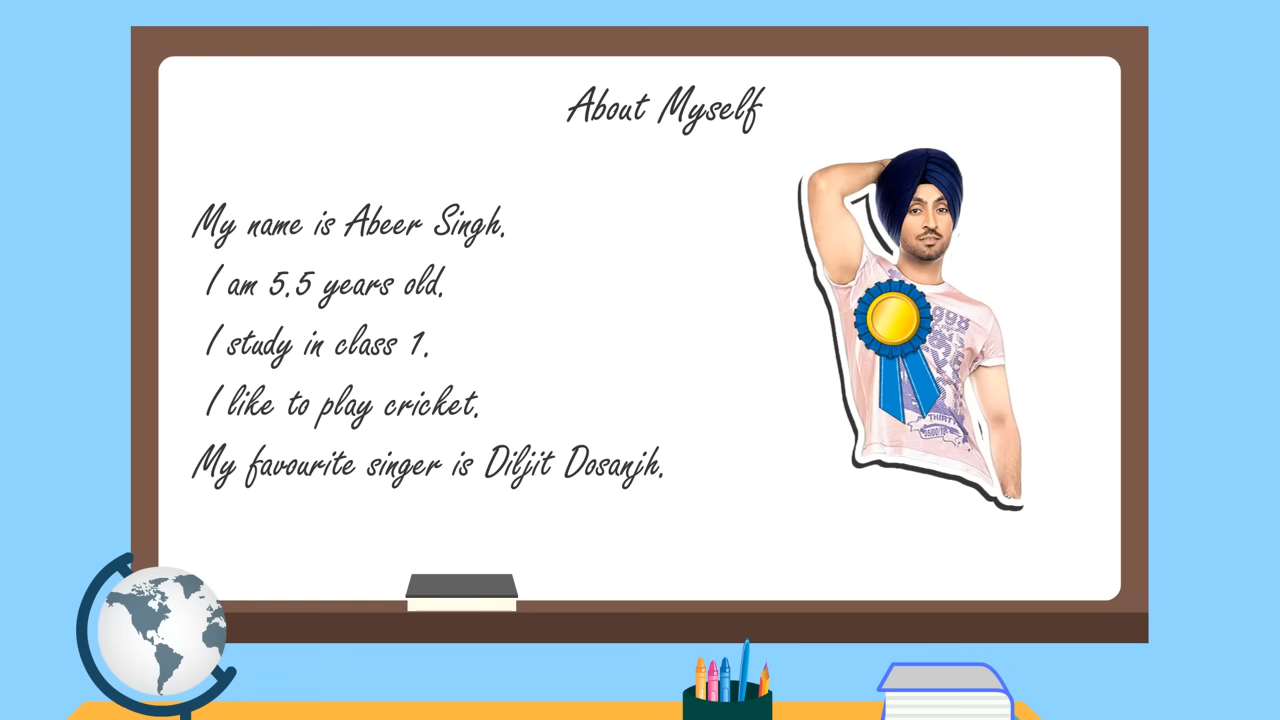 About Myself
My name is Abeer Singh.
I am 5.5 years old.
I study in class 1.
I like to play cricket.
My favourite singer is Diljit Dosanjh.
THIRTY